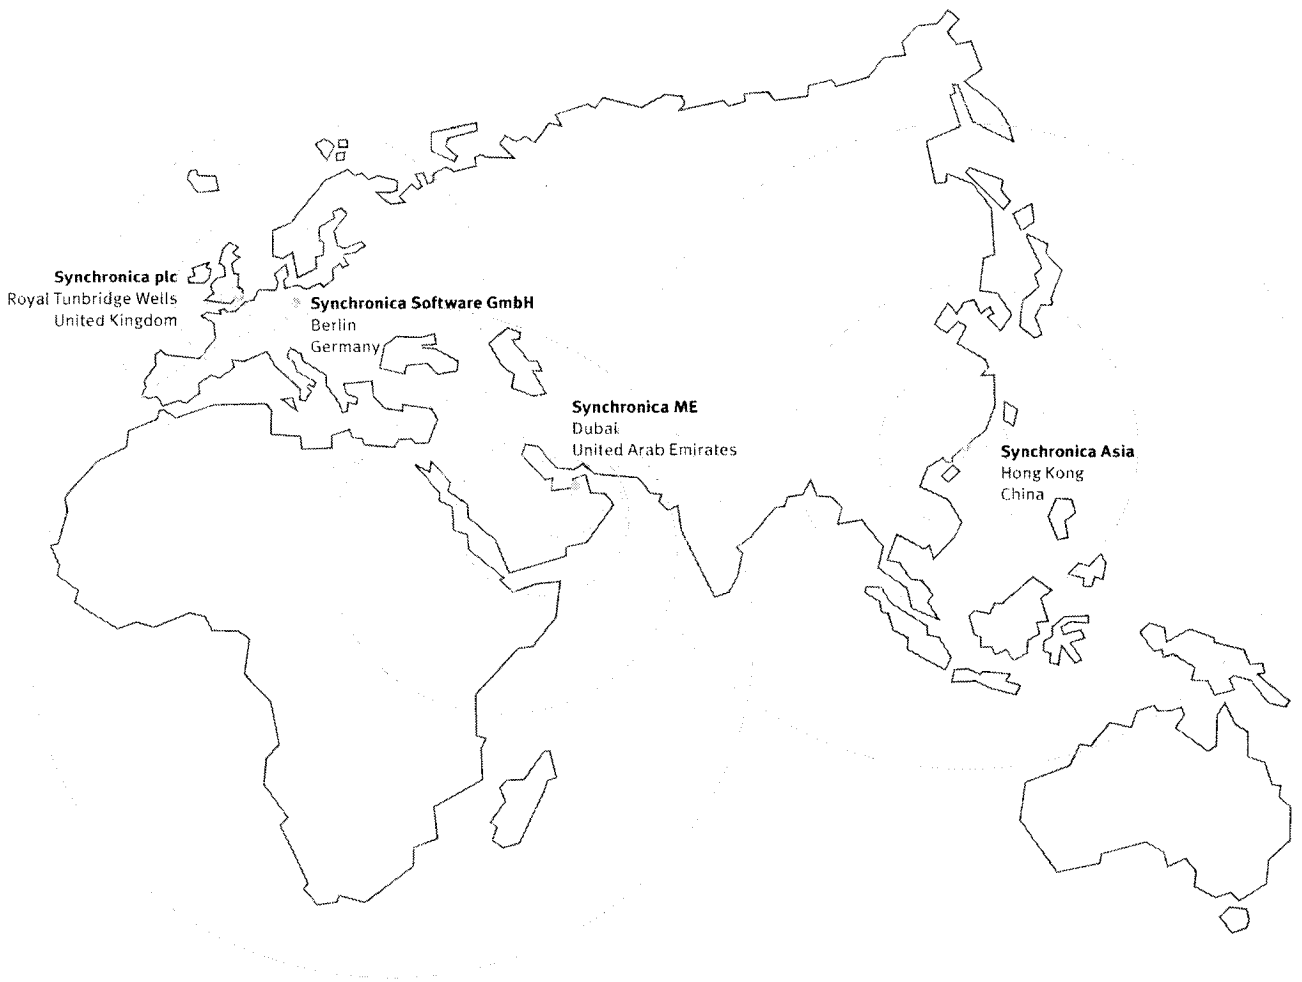 Synchronica plc
Royal Tunbridge Wells
United Kingdom
Synchronica Software GmbH
Berlin
Germany
Synchronica ME
Dubai
United Arab Emirates
Synchronica Asia
Hong Kong
China